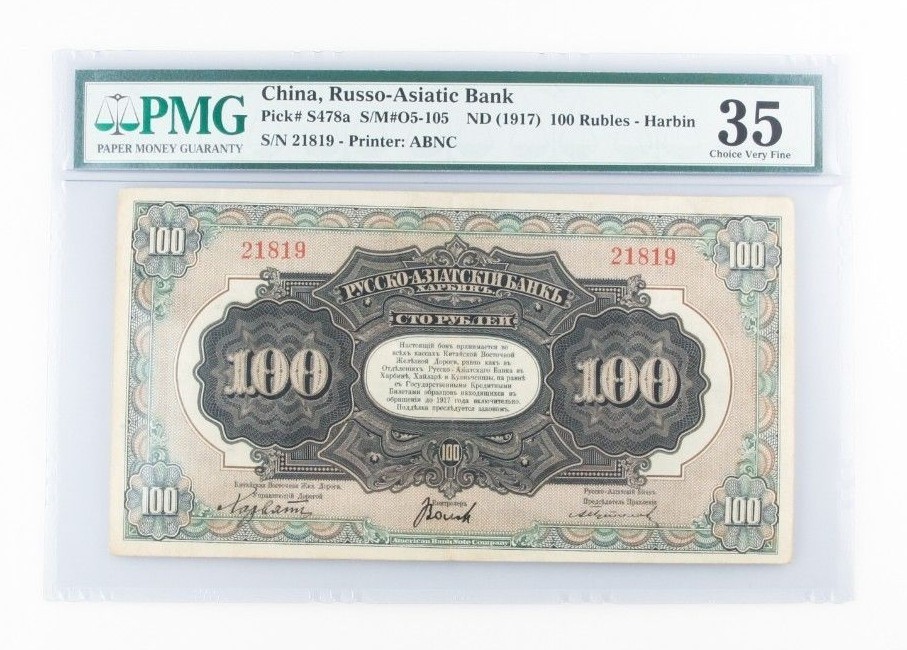 PMG
PAPER MONEY GUARANTY
China, Russo-Asiatic Bank
Pick# S478a S/M#O5-105 ND (1917) 100 Rubles - Harbin
S/N 21819 - Printer: ABNC
35
Choice Very Fine
100
100
21819
21819
РУССКО-АЗІАТСКІЙ БАНКЪ
ХАРБИНЪ
СТО РУБЛЕЙ
100
100
Настоящій бонъ принимается во
всѣхъ кассахъ Китайской Восточной
Желѣзной Дороги, равно какъ въ
Отдѣленіяхъ Русско-Азіатскаго Банка въ
Харбинѣ, Хайларѣ и Куанченцзы, на равнѣ
съ Государственными Кредитными
Билетами образцовъ находящихся въ
обращеніи до 1917 года включительно.
Поддѣлка преслѣдуется закономъ.
100
Китайская Восточная Жел. Дорога.
Управляющій Дорогой
Контролеръ
Русско-Азіатскій Банкъ.
Предсѣдатель Правленія
100
100
American Bank Note Company